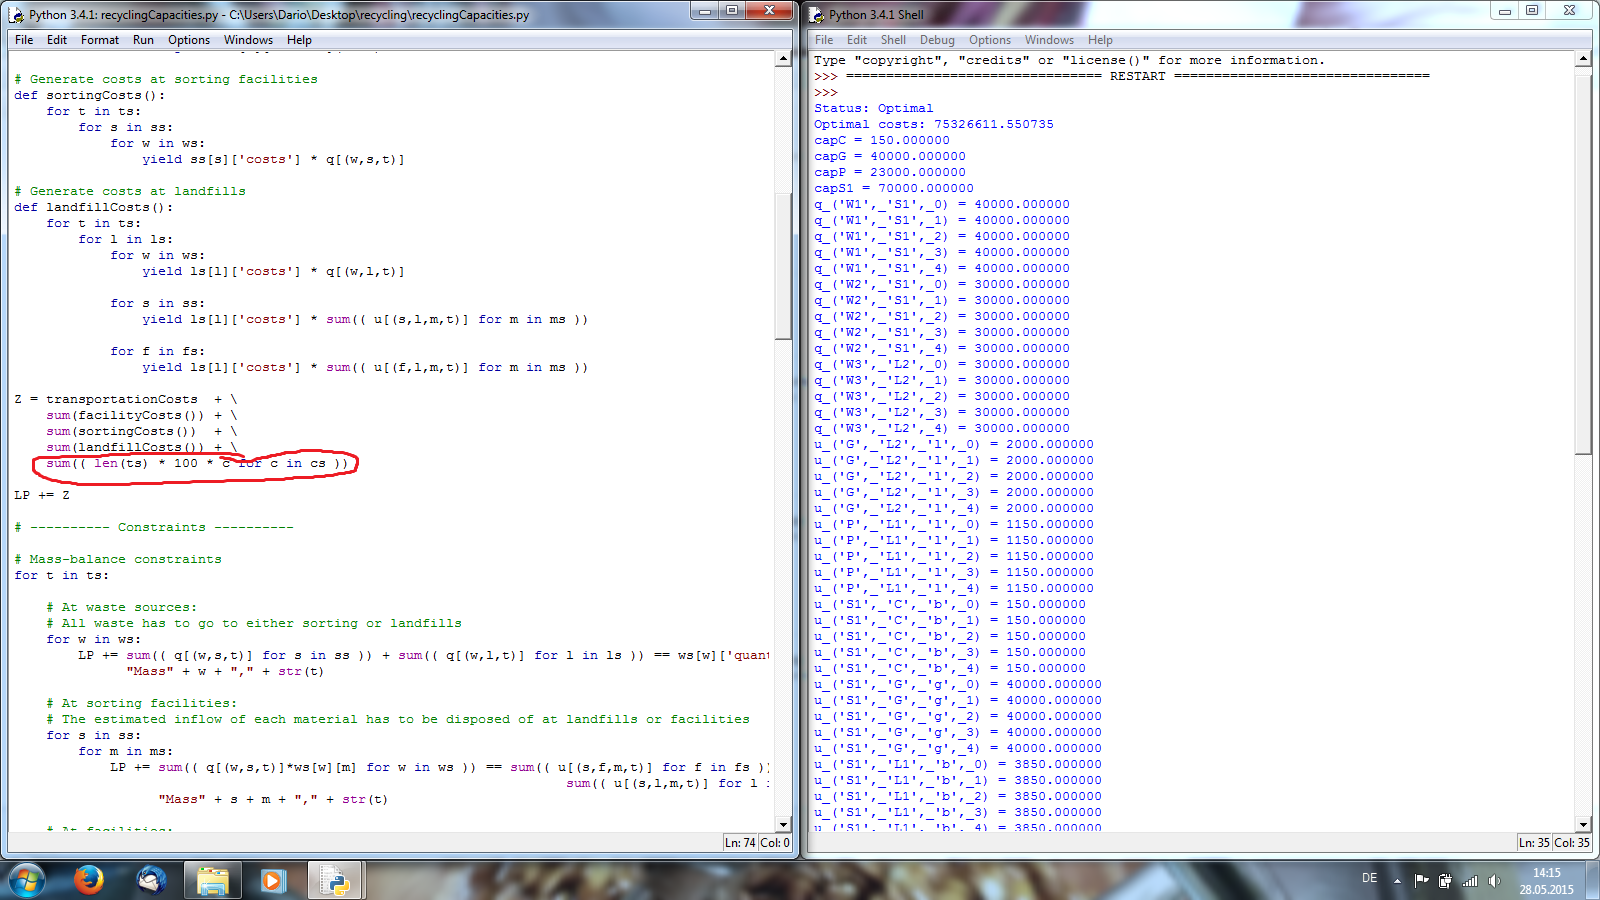 Python 3.4.1: recyclingCapacities.py - C:\Users\Dario\Desktop\recycling\recyclingCapacities.py
File Edit Format Run Options Windows Help
# Generate costs at sorting facilities
def sortingCosts():
    for t in ts:
        for s in ss:
            for w in ws:
                yield ss[s]['costs'] * q[(w,s,t)]
# Generate costs at landfills
def landfillCosts():
    for t in ts:
        for l in ls:
            for w in ws:
                yield ls[l]['costs'] * q[(w,l,t)]
            for s in ss:
                yield ls[l]['costs'] * sum(( u[(s,l,m,t)] for m in ms ))
            for f in fs:
                yield ls[l]['costs'] * sum(( u[(f,l,m,t)] for m in ms ))
Z = transportationCosts  + \
    sum(facilityCosts()) + \
    sum(sortingCosts())  + \
    sum(landfillCosts()) + \
    sum(( len(ts) * 100 * c for c in cs ))
LP += Z
# ---------- Constraints ----------
# Mass-balance constraints
for t in ts:
    # At waste sources:
    # All waste has to go to either sorting or landfills
    for w in ws:
        LP += sum(( q[(w,s,t)] for s in ss )) + sum(( q[(w,l,t)] for l in ls )) == ws[w]['quant
              "Mass" + w + "," + str(t)
    # At sorting facilities:
    # The estimated inflow of each material has to be disposed of at landfills or facilities
    for s in ss:
        for m in ms:
            LP += sum(( q[(w,s,t)]*ws[w][m] for w in ws )) == sum(( u[(s,f,m,t)] for f in fs ))
                                                                     sum(( u[(s,l,m,t)] for l
                  "Mass" + s + m + "," + str(t)
    # At facilities:
Ln: 74 Col: 0
Python 3.4.1 Shell
File Edit Shell Debug Options Windows Help
Type "copyright", "credits" or "license()" for more information.
>>> ================================ RESTART ================================
>>>
Status: Optimal
Optimal costs: 75326611.550735
capC = 150.000000
capG = 40000.000000
capP = 23000.000000
capS1 = 70000.000000
q_('W1',_'S1',_0) = 40000.000000
q_('W1',_'S1',_1) = 40000.000000
q_('W1',_'S1',_2) = 40000.000000
q_('W1',_'S1',_3) = 40000.000000
q_('W1',_'S1',_4) = 40000.000000
q_('W2',_'S1',_0) = 30000.000000
q_('W2',_'S1',_1) = 30000.000000
q_('W2',_'S1',_2) = 30000.000000
q_('W2',_'S1',_3) = 30000.000000
q_('W2',_'S1',_4) = 30000.000000
q_('W3',_'L2',_0) = 30000.000000
q_('W3',_'L2',_1) = 30000.000000
q_('W3',_'L2',_2) = 30000.000000
q_('W3',_'L2',_3) = 30000.000000
q_('W3',_'L2',_4) = 30000.000000
u_('G',_'L2',_'l',_0) = 2000.000000
u_('G',_'L2',_'l',_1) = 2000.000000
u_('G',_'L2',_'l',_2) = 2000.000000
u_('G',_'L2',_'l',_3) = 2000.000000
u_('G',_'L2',_'l',_4) = 2000.000000
u_('P',_'L1',_'l',_0) = 1150.000000
u_('P',_'L1',_'l',_1) = 1150.000000
u_('P',_'L1',_'l',_2) = 1150.000000
u_('P',_'L1',_'l',_3) = 1150.000000
u_('P',_'L1',_'l',_4) = 1150.000000
u_('S1',_'C',_'b',_0) = 150.000000
u_('S1',_'C',_'b',_1) = 150.000000
u_('S1',_'C',_'b',_2) = 150.000000
u_('S1',_'C',_'b',_3) = 150.000000
u_('S1',_'C',_'b',_4) = 150.000000
u_('S1',_'G',_'g',_0) = 40000.000000
u_('S1',_'G',_'g',_1) = 40000.000000
u_('S1',_'G',_'g',_2) = 40000.000000
u_('S1',_'G',_'g',_3) = 40000.000000
u_('S1',_'G',_'g',_4) = 40000.000000
u_('S1',_'L1',_'b',_0) = 3850.000000
u_('S1',_'L1',_'b',_1) = 3850.000000
u_('S1',_'L1',_'b',_2) = 3850.000000
u_('S1',_'L1',_'b',_3) = 3850.000000
u_('S1',_'L1',_'b',_4) = 3850.000000
Ln: 35 Col: 35
DE
14:15
28.05.2015